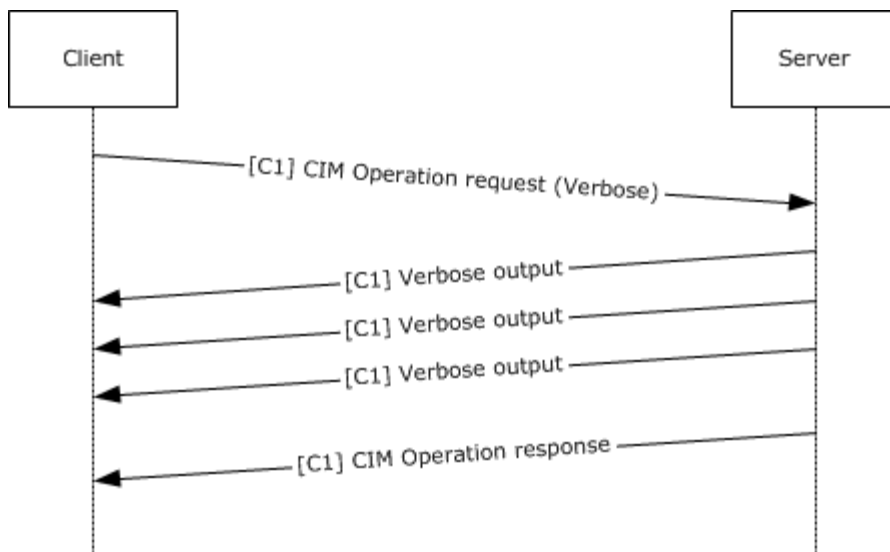 Client
Server
[C1] CIM Operation request (Verbose)
[C1] Verbose output
[C1] Verbose output
[C1] Verbose output
[C1] CIM Operation response